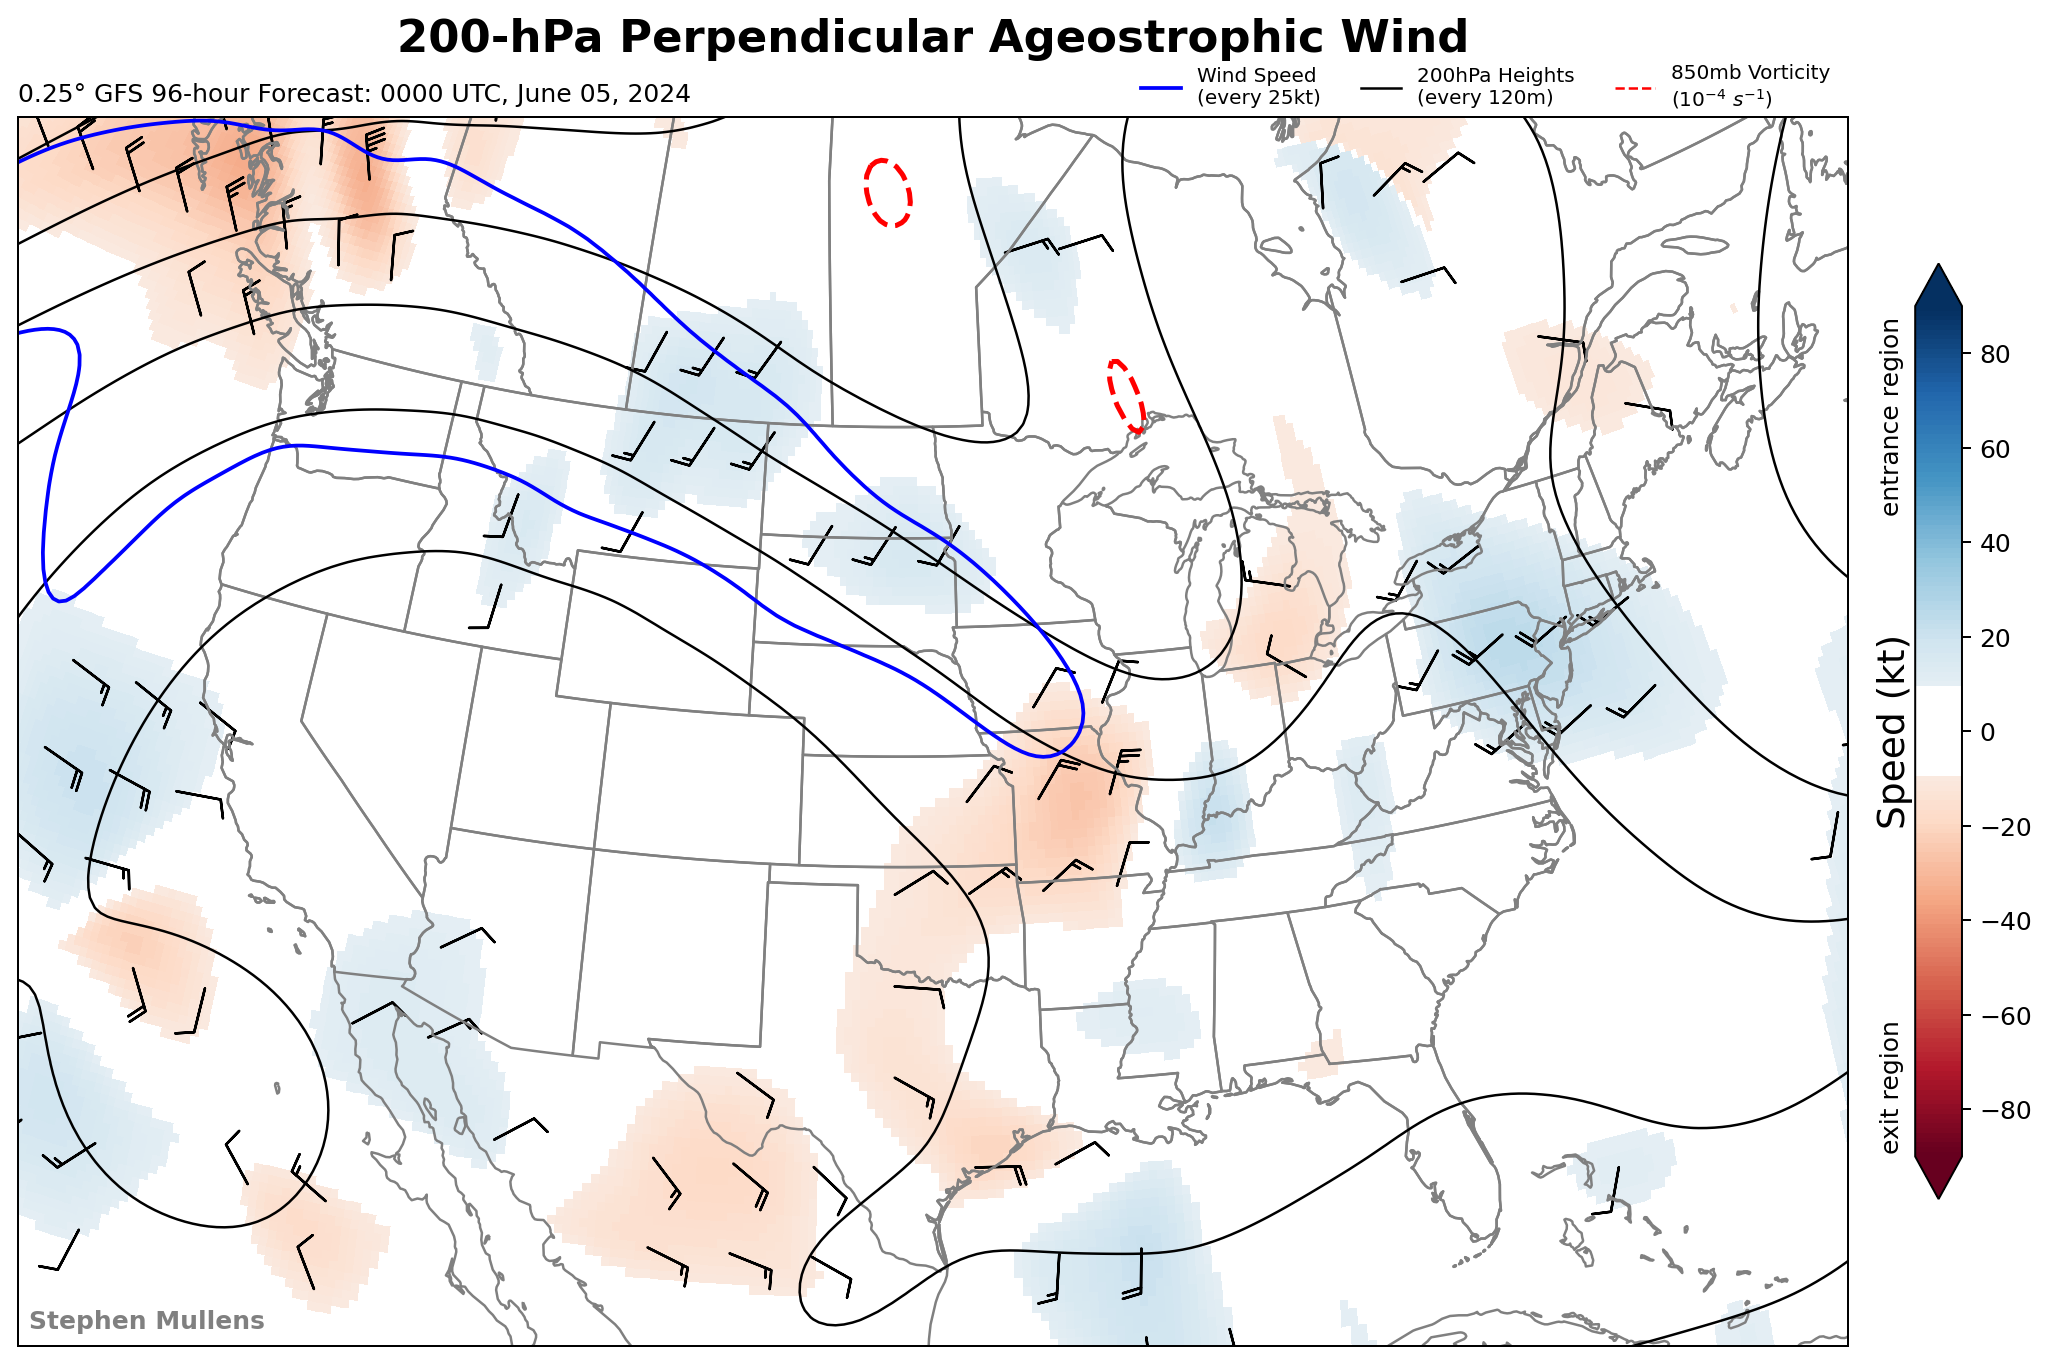 200-hPa Perpendicular Ageostrophic Wind
0.25° GFS 96-hour Forecast: 0000 UTC, June 05, 2024
Wind Speed
(every 25kt)
200hPa Heights
(every 120m)
850mb Vorticity
(10⁻⁴ s⁻¹)
entrance region
Speed (kt)
exit region
80
60
40
20
0
−20
−40
−60
−80
Stephen Mullens